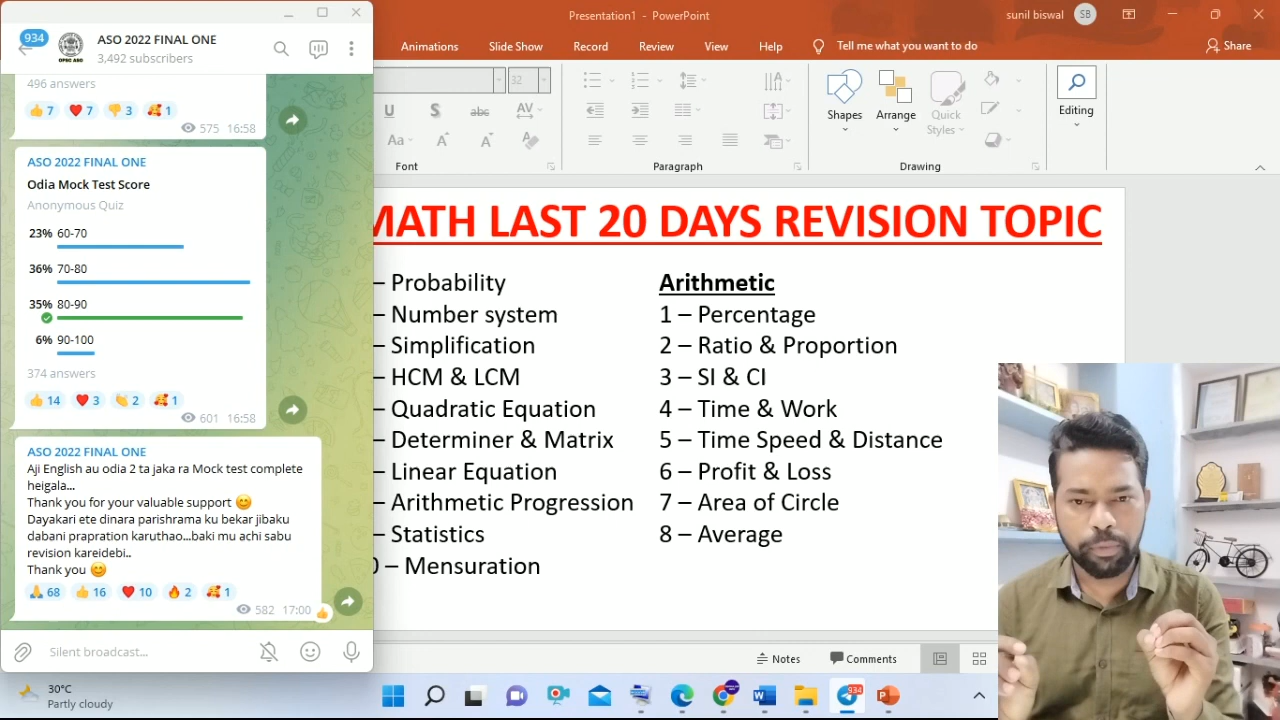 934
ASO 2022 FINAL ONE
3,492 subscribers
OPSC ASO
496 answers
7 7 3 1
575 16:58
ASO 2022 FINAL ONE
Odia Mock Test Score
Anonymous Quiz
23% 60-70
36% 70-80
35% 80-90
6% 90-100
374 answers
14 3 2 1
601 16:58
ASO 2022 FINAL ONE
Aji English au odia 2 ta jaka ra Mock test complete
heigala...
Thank you for your valuable support
Dayakari ete dinara parishrama ku bekar jibaku
dabani prapration karuthao...baki mu achi sabu
revision kareidebi..
Thank you
68 16 10 2 1
582 17:00
Silent broadcast...
Presentation1 - PowerPoint
sunil biswal SB
Animations Slide Show Record Review View Help Tell me what you want to do Share
32
U S abc AV
Aa A A
Font
Paragraph
Shapes Arrange Quick
Styles
Drawing
Editing
MATH LAST 20 DAYS REVISION TOPIC
– Probability
– Number system
– Simplification
– HCM & LCM
– Quadratic Equation
– Determiner & Matrix
– Linear Equation
– Arithmetic Progression
– Statistics
0 – Mensuration
Arithmetic
1 – Percentage
2 – Ratio & Proportion
3 – SI & CI
4 – Time & Work
5 – Time Speed & Distance
6 – Profit & Loss
7 – Area of Circle
8 – Average
Notes Comments
30°C
Partly cloudy
934